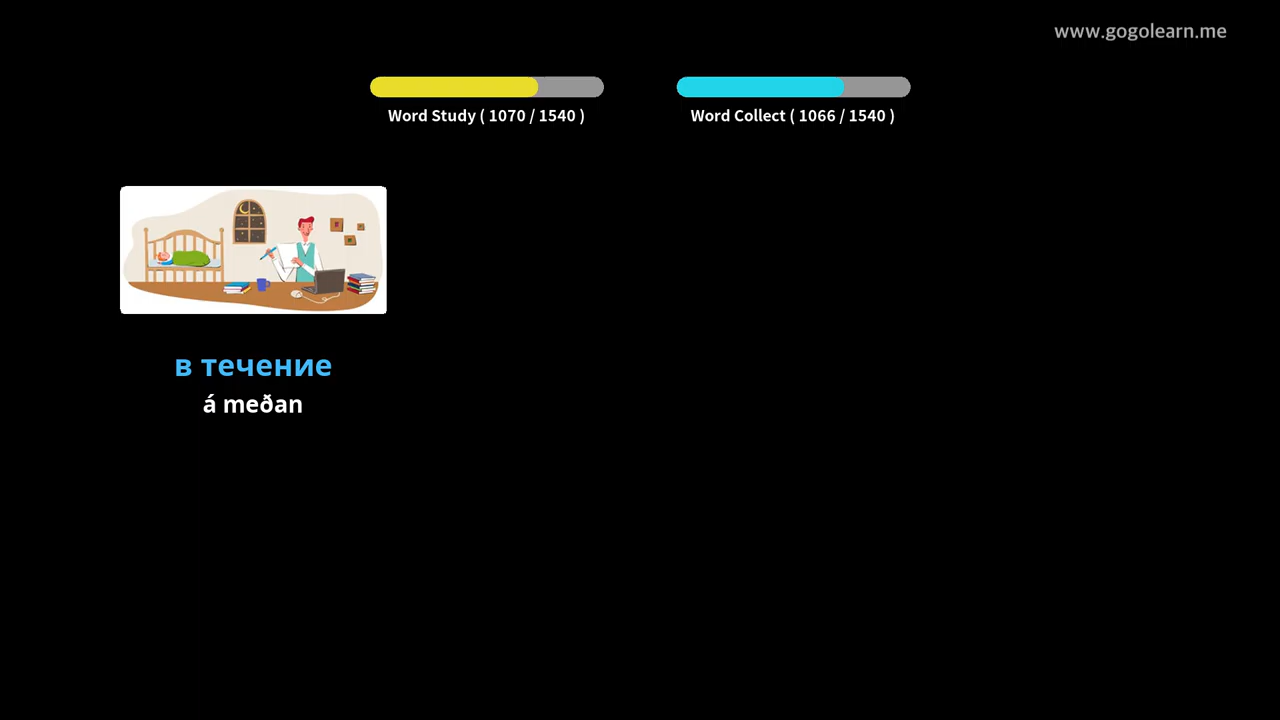 www.gogolearn.me
Word Study ( 1070 / 1540 )
Word Collect ( 1066 / 1540 )
в течение
á meðan